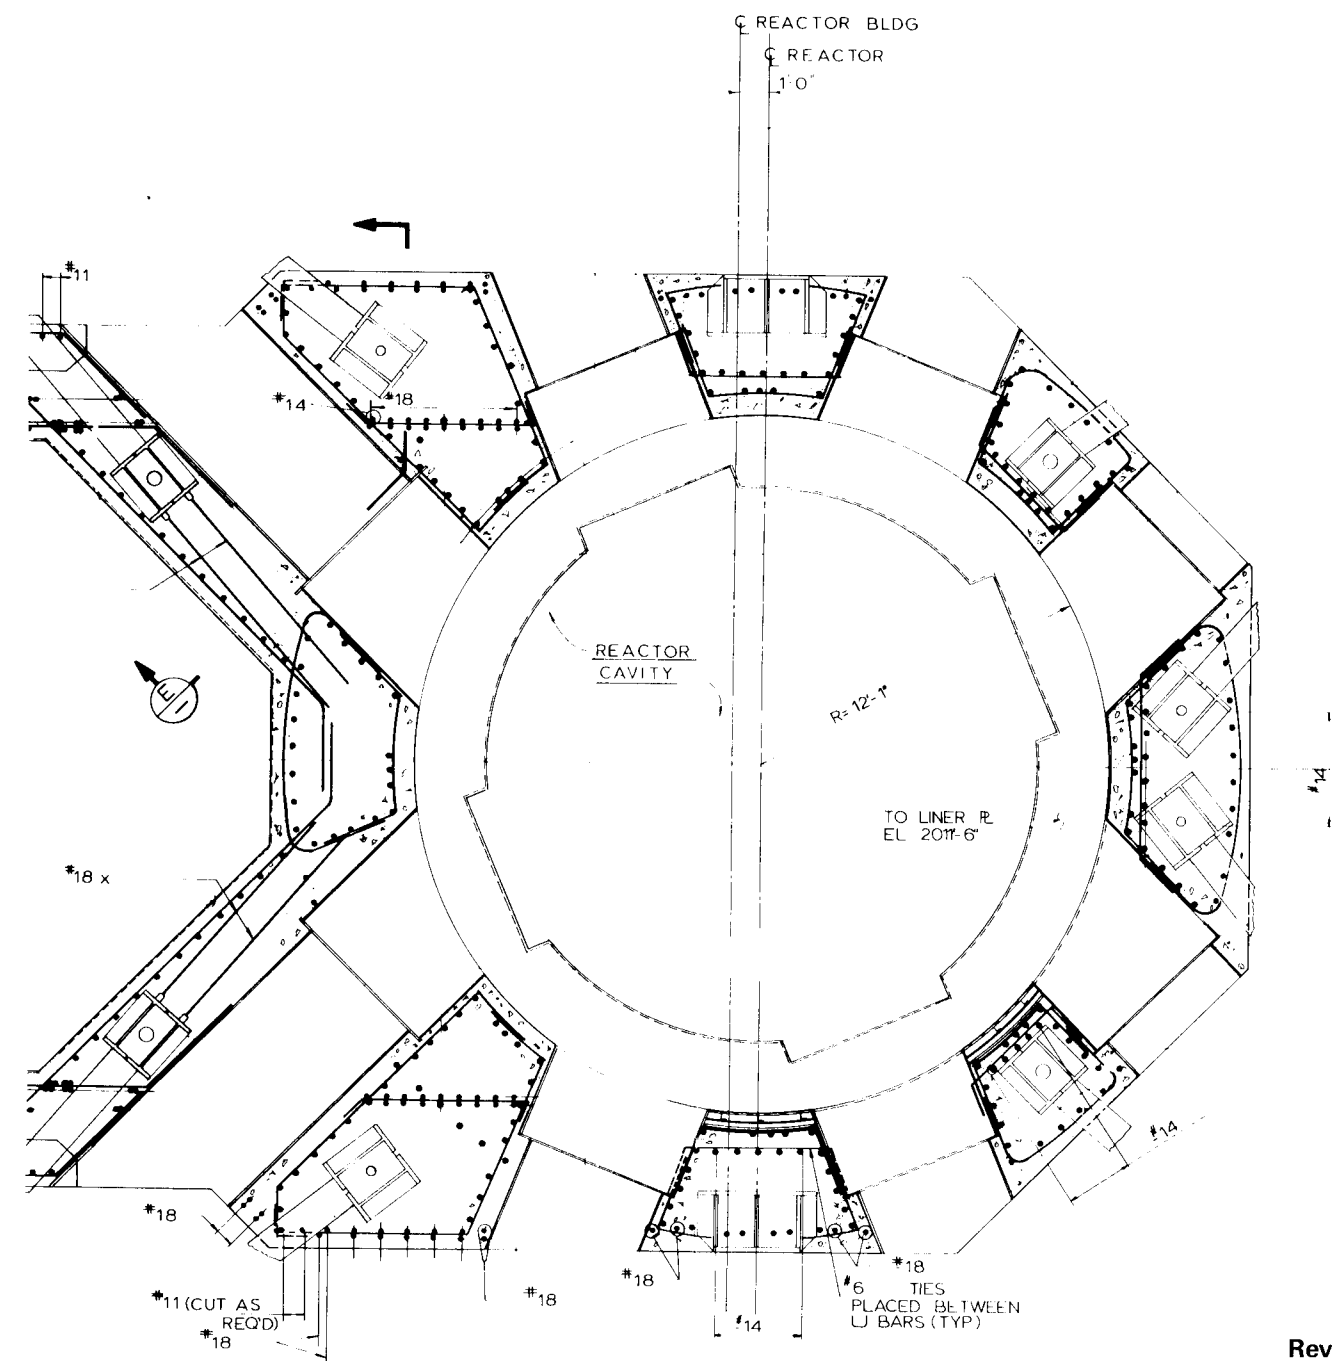 ℄ REACTOR BLDG
℄ REACTOR
1'-0"
#11
#18
#14
REACTOR
CAVITY
R= 12'-1"
E
#14
TO LINER ℙL
EL 2011'-6"
#18 x
#14
#18
#18
#18
#18
#6 TIES
PLACED BETWEEN
U BARS (TYP)
#11 (CUT AS
REQ'D)
#18
#14
Rev